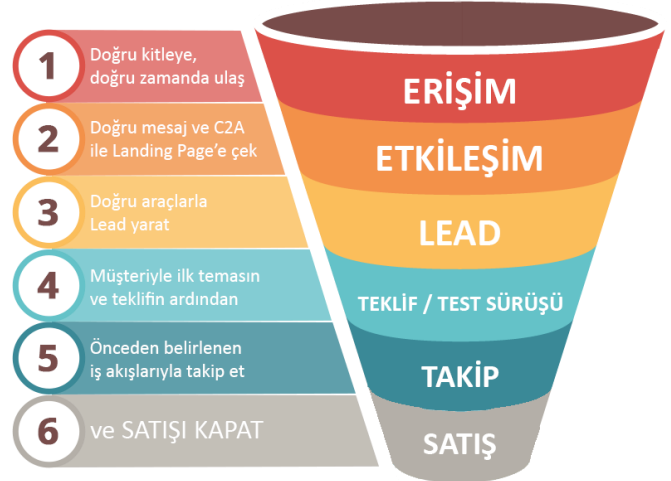 1
Doğru kitleye,
doğru zamanda ulaş
ERİŞİM
2
Doğru mesaj ve C2A
ile Landing Page'e çek
ETKİLEŞİM
3
Doğru araçlarla
Lead yarat
LEAD
4
Müşteriyle ilk temasın
ve teklifin ardından
TEKLİF / TEST SÜRÜŞÜ
5
Önceden belirlenen
iş akışlarıyla takip et
TAKİP
6
ve SATIŞI KAPAT
SATIŞ